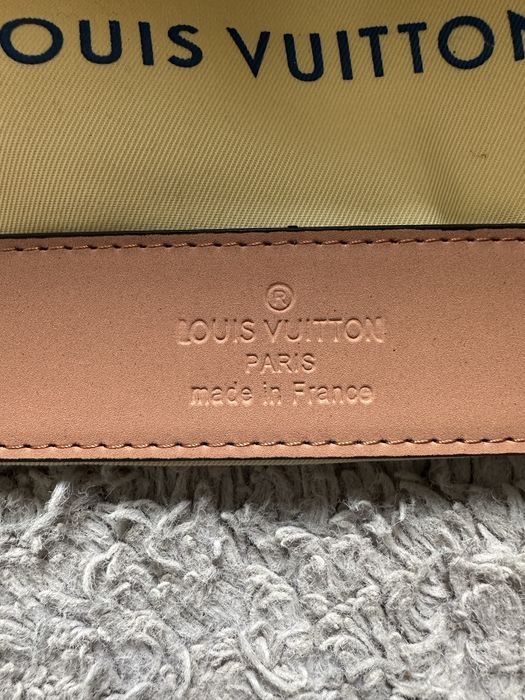 OUIS VUITTON
®
LOUIS VUITTON
PARIS
made in France